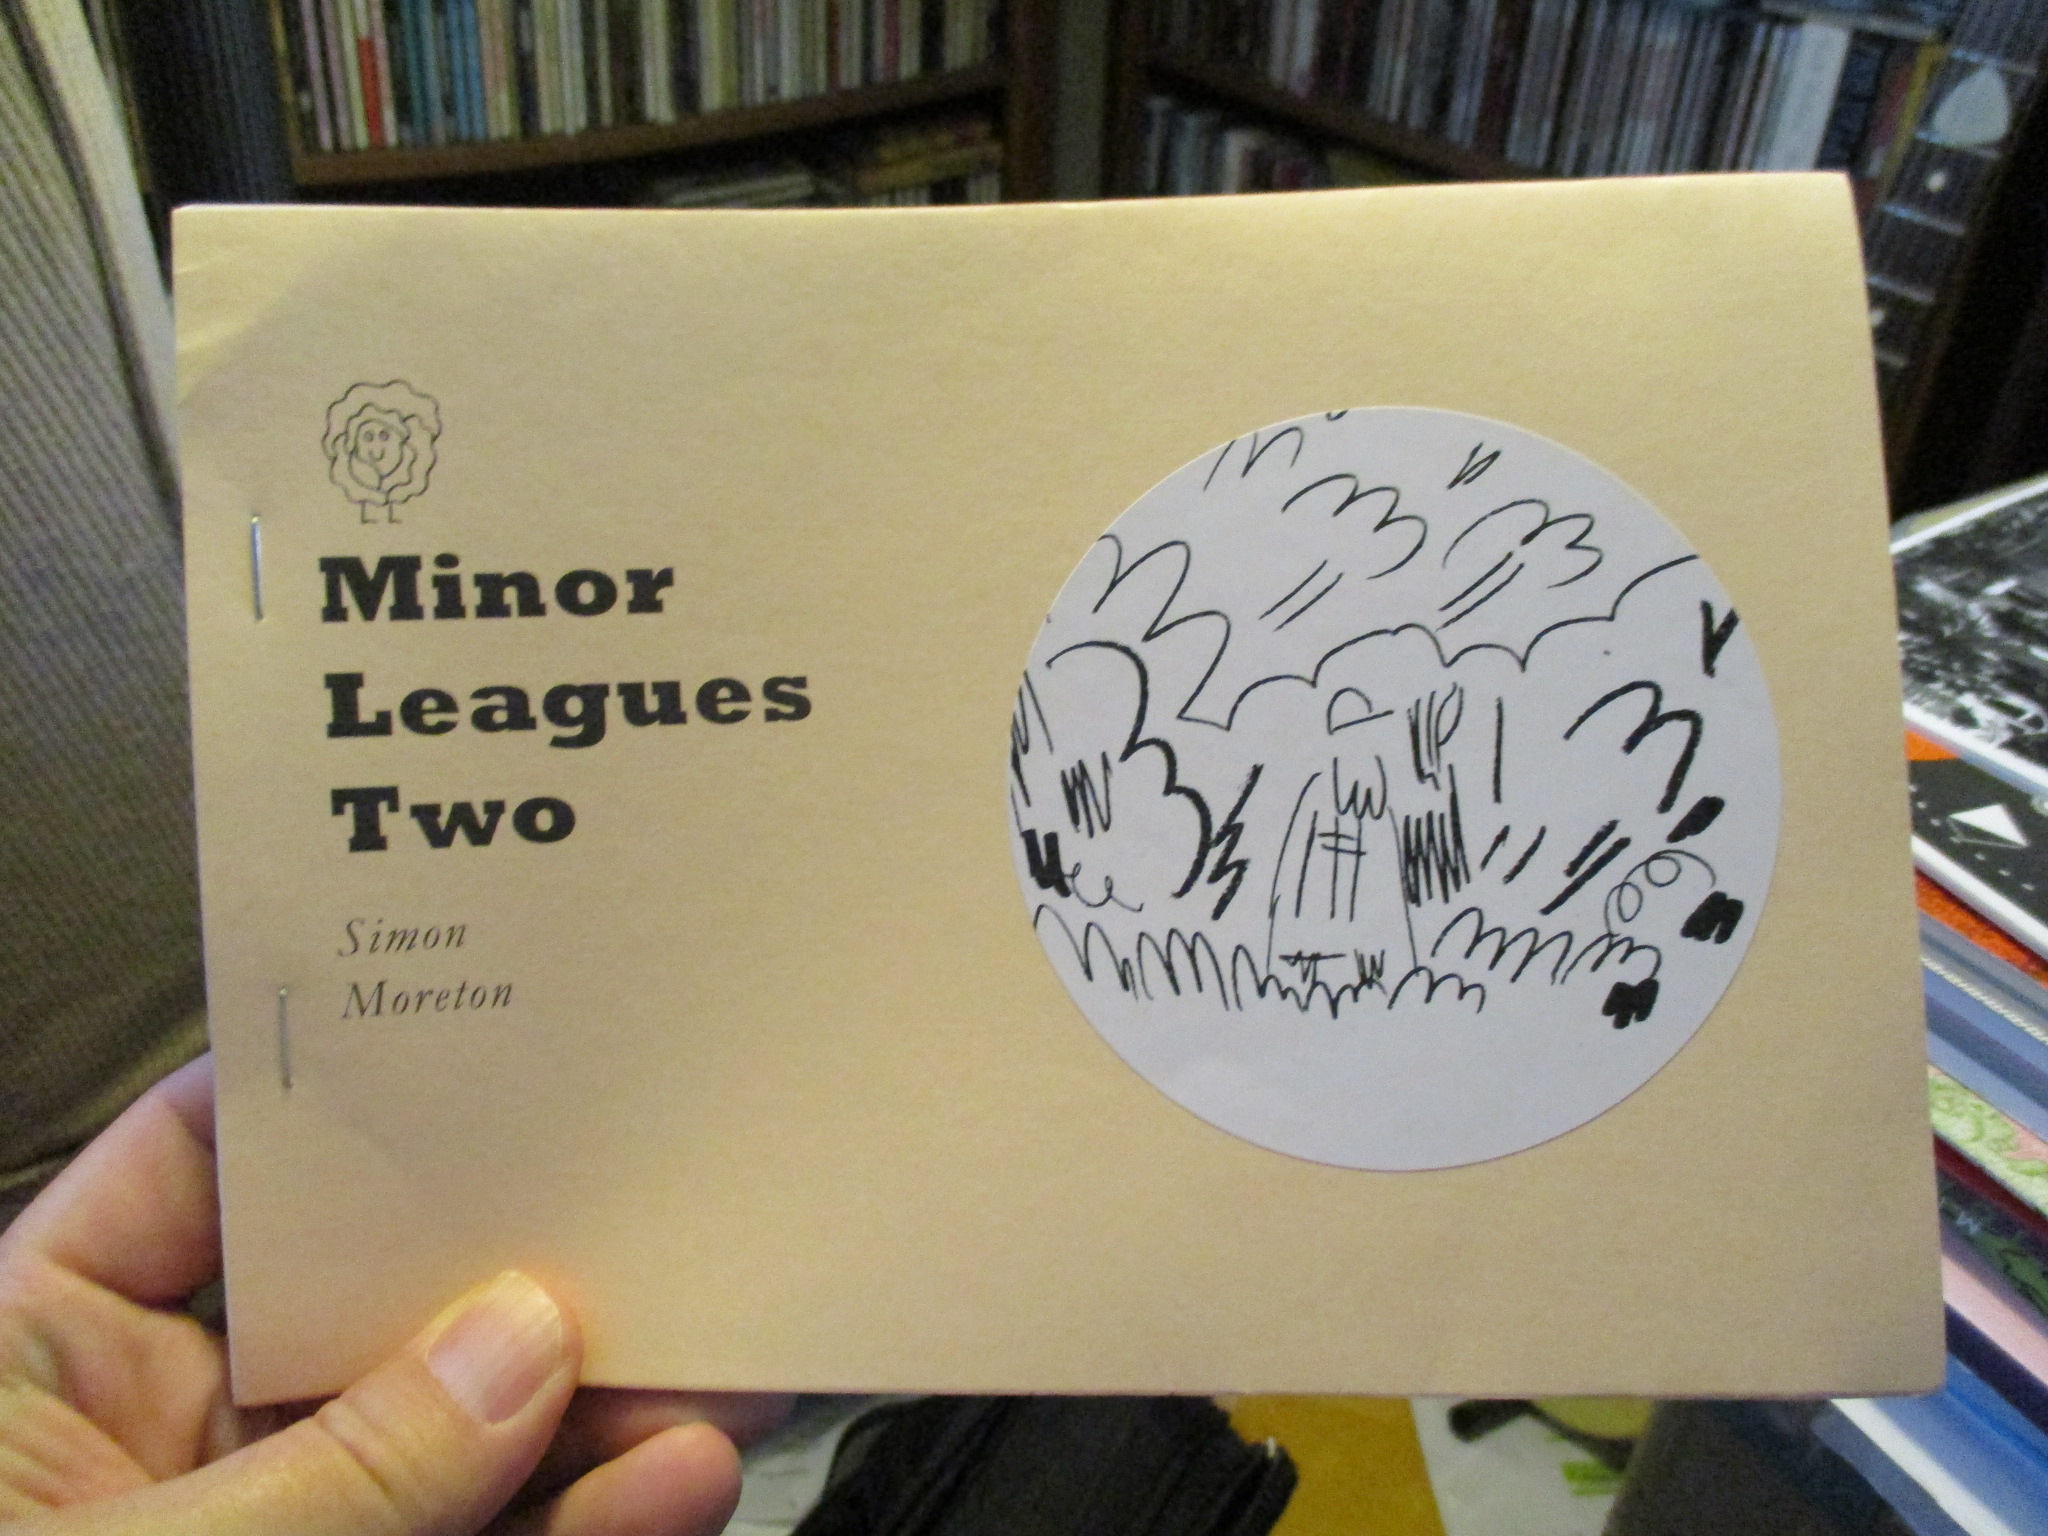 Minor
Leagues
Two
Simon
Moreton